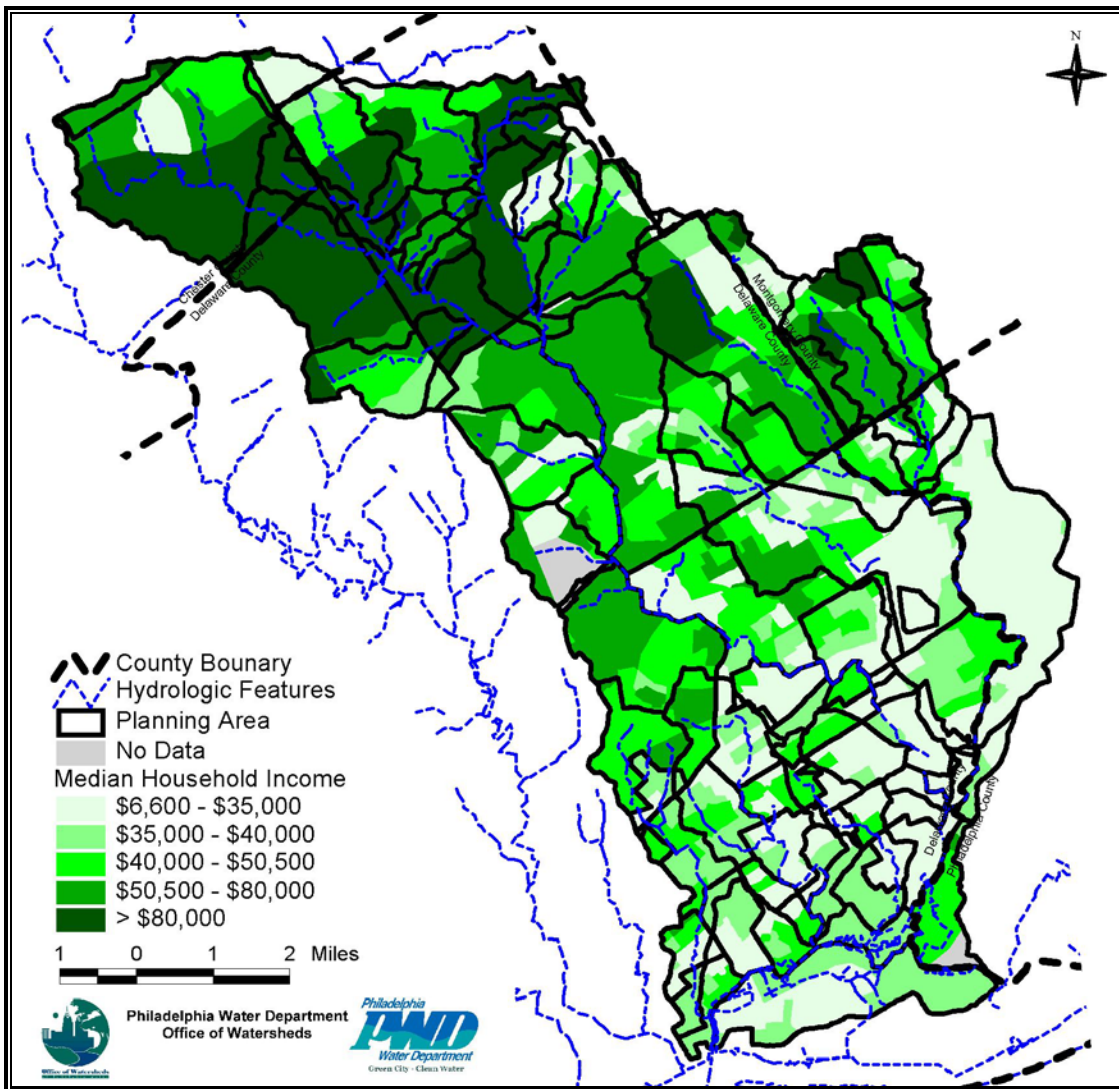 N
Chester
Delaware County
Montgomery County
Delaware County
Delaware County
Philadelphia County
County Bounary
Hydrologic Features
Planning Area
No Data
Median Household Income
$6,600 - $35,000
$35,000 - $40,000
$40,000 - $50,500
$50,500 - $80,000
> $80,000
1 0 1 2 Miles
Philadelphia Water Department
Office of Watersheds
Office of Watersheds
Philadelphia
PWD
Water Department
Green City - Clean Water